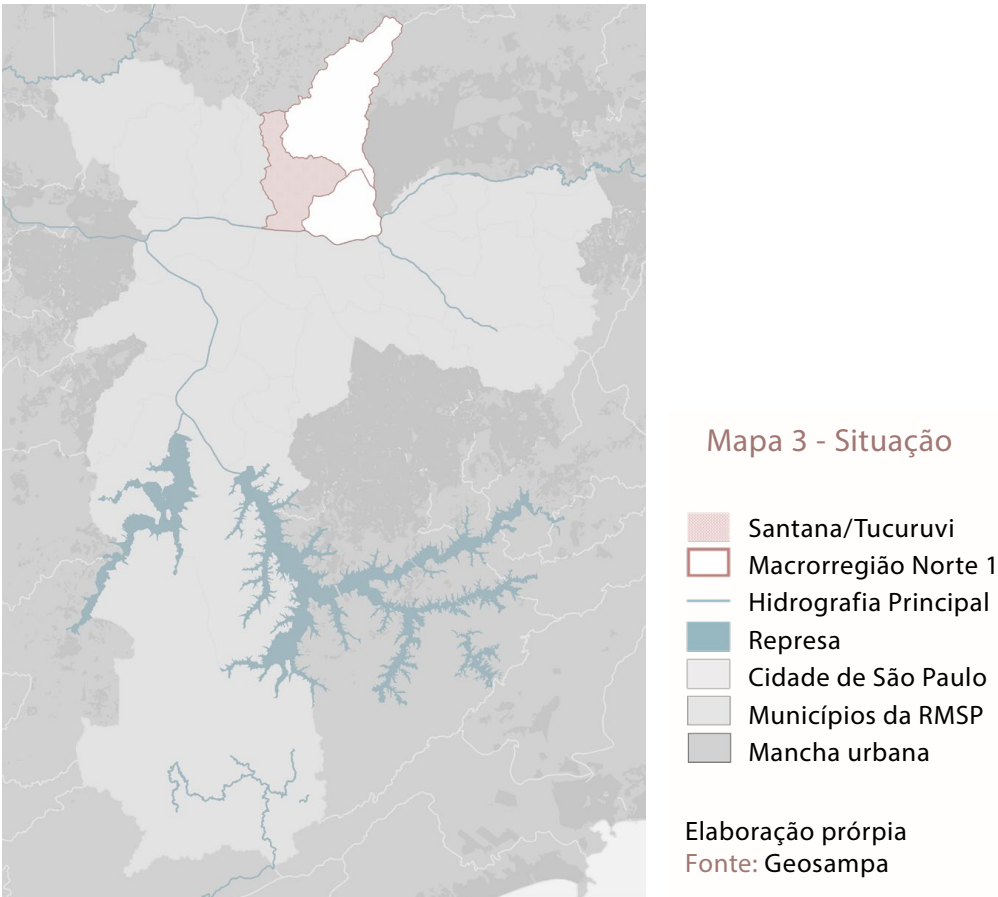 Mapa 3 - Situação
Santana/Tucuruvi
Macrorregião Norte 1
Hidrografia Principal
Represa
Cidade de São Paulo
Municípios da RMSP
Mancha urbana
Elaboração prórpia
Fonte: Geosampa